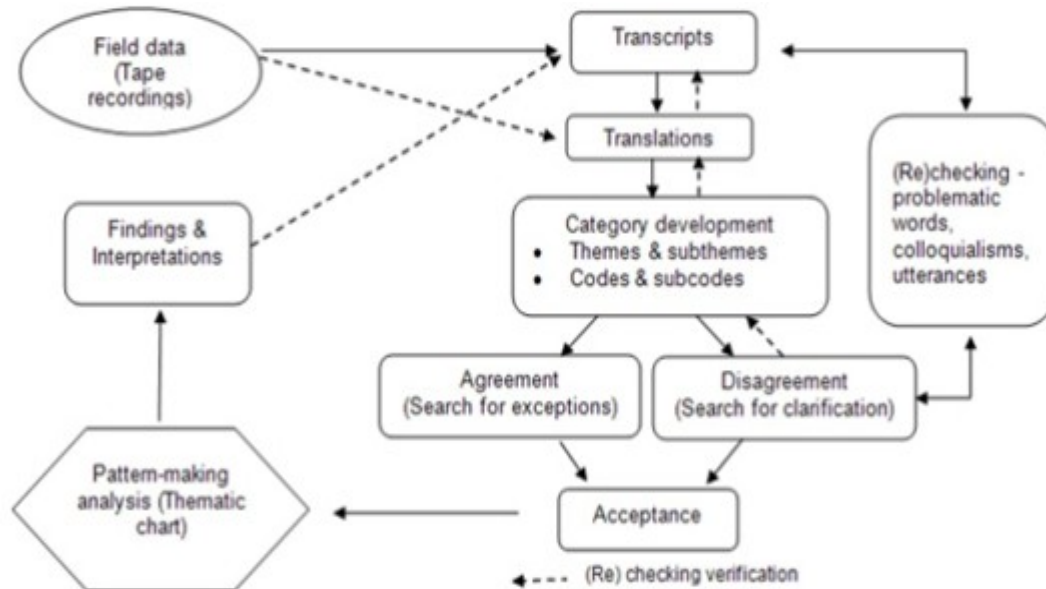 Field data
(Tape
recordings)
Transcripts
Translations
(Re)checking -
problematic
words,
colloquialisms,
utterances
Findings &
Interpretations
Category development
• Themes & subthemes
• Codes & subcodes
Agreement
(Search for exceptions)
Disagreement
(Search for clarification)
Pattern-making
analysis (Thematic
chart)
Acceptance
(Re) checking verification